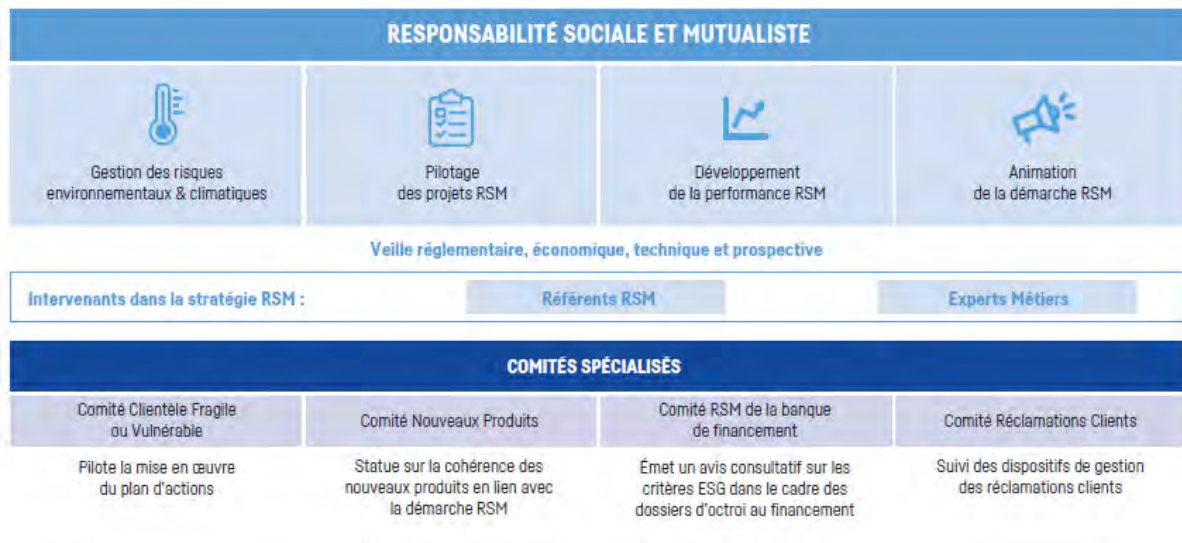 RESPONSABILITÉ SOCIALE ET MUTUALISTE
Gestion des risques
environnementaux & climatiques
Pilotage
des projets RSM
Développement
de la performance RSM
Animation
de la démarche RSM
Veille réglementaire, économique, technique et prospective
Intervenants dans la stratégie RSM :
Référents RSM
Experts Métiers
COMITÉS SPÉCIALISÉS
Comité Clientèle Fragile
ou Vulnérable
Comité Nouveaux Produits
Comité RSM de la banque
de financement
Comité Réclamations Clients
Pilote la mise en œuvre
du plan d'actions
Statue sur la cohérence des
nouveaux produits en lien avec
la démarche RSM
Émet un avis consultatif sur les
critères ESG dans le cadre des
dossiers d'octroi au financement
Suivi des dispositifs de gestion
des réclamations clients